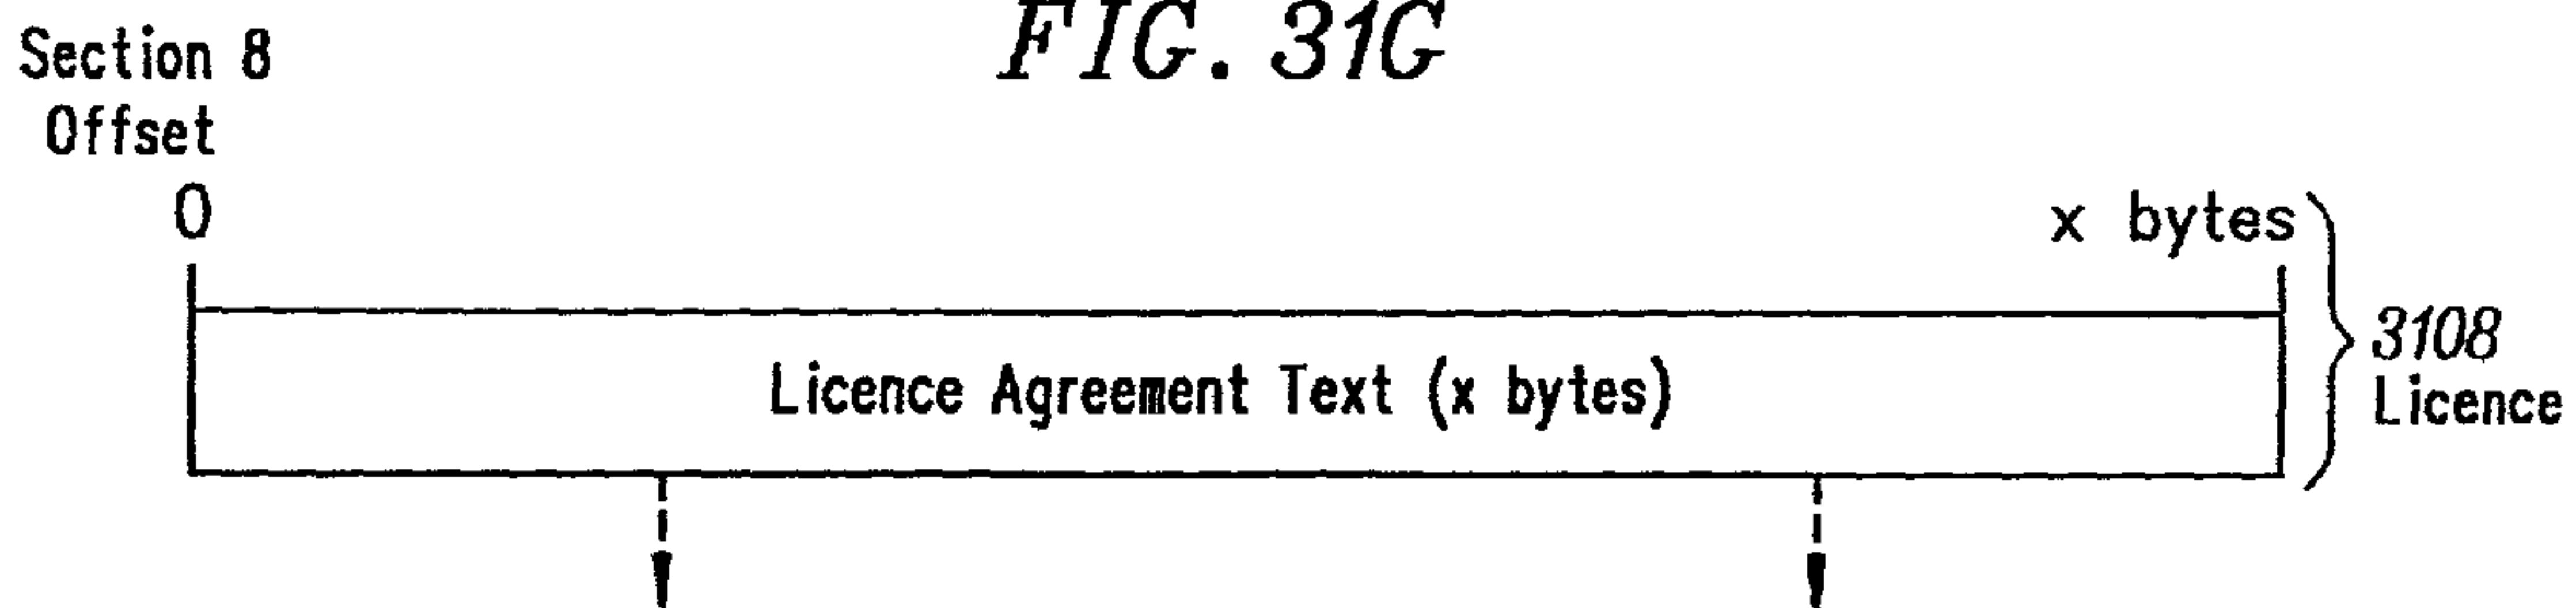 FIG. 31G
Section 8
Offset
0
x bytes
Licence Agreement Text (x bytes)
3108
Licence